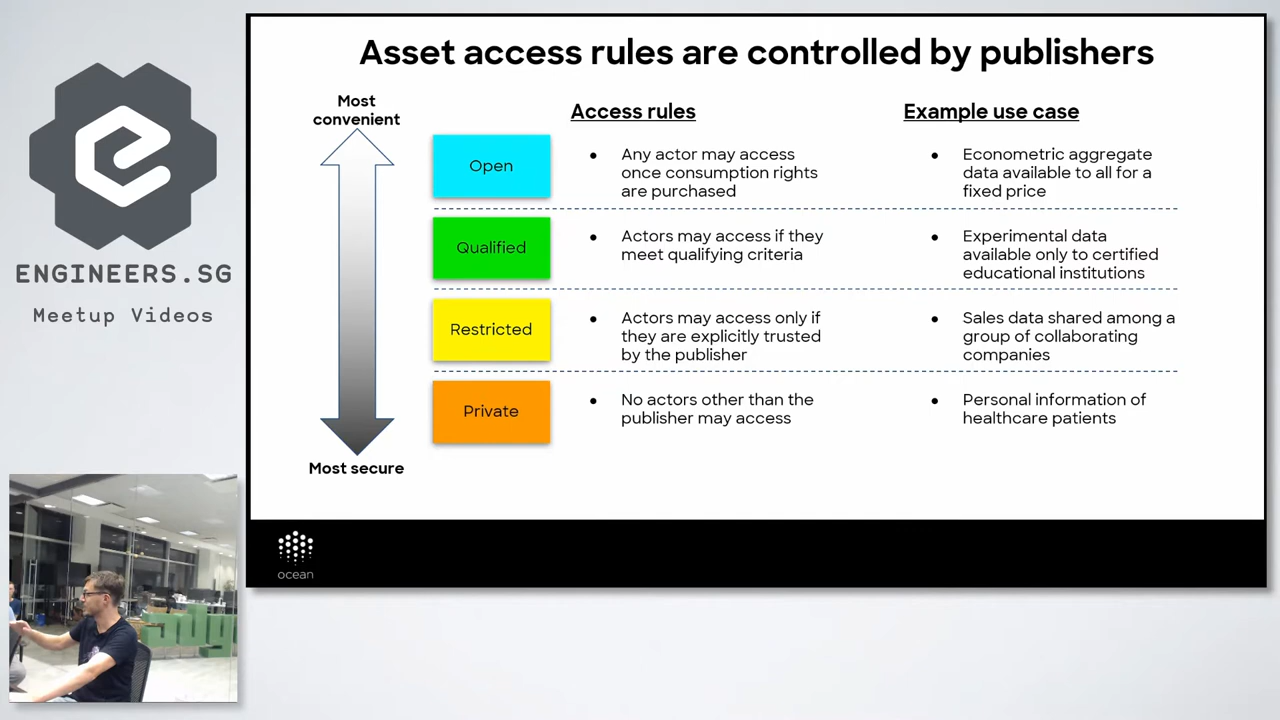 Asset access rules are controlled by publishers
Most
convenient
Access rules
Example use case
Open
Any actor may access
once consumption rights
are purchased
Econometric aggregate
data available to all for a
fixed price
Qualified
Actors may access if they
meet qualifying criteria
Experimental data
available only to certified
educational institutions
Restricted
Actors may access only if
they are explicitly trusted
by the publisher
Sales data shared among a
group of collaborating
companies
Private
No actors other than the
publisher may access
Personal information of
healthcare patients
Most secure
ocean
ENGINEERS.SG
Meetup Videos